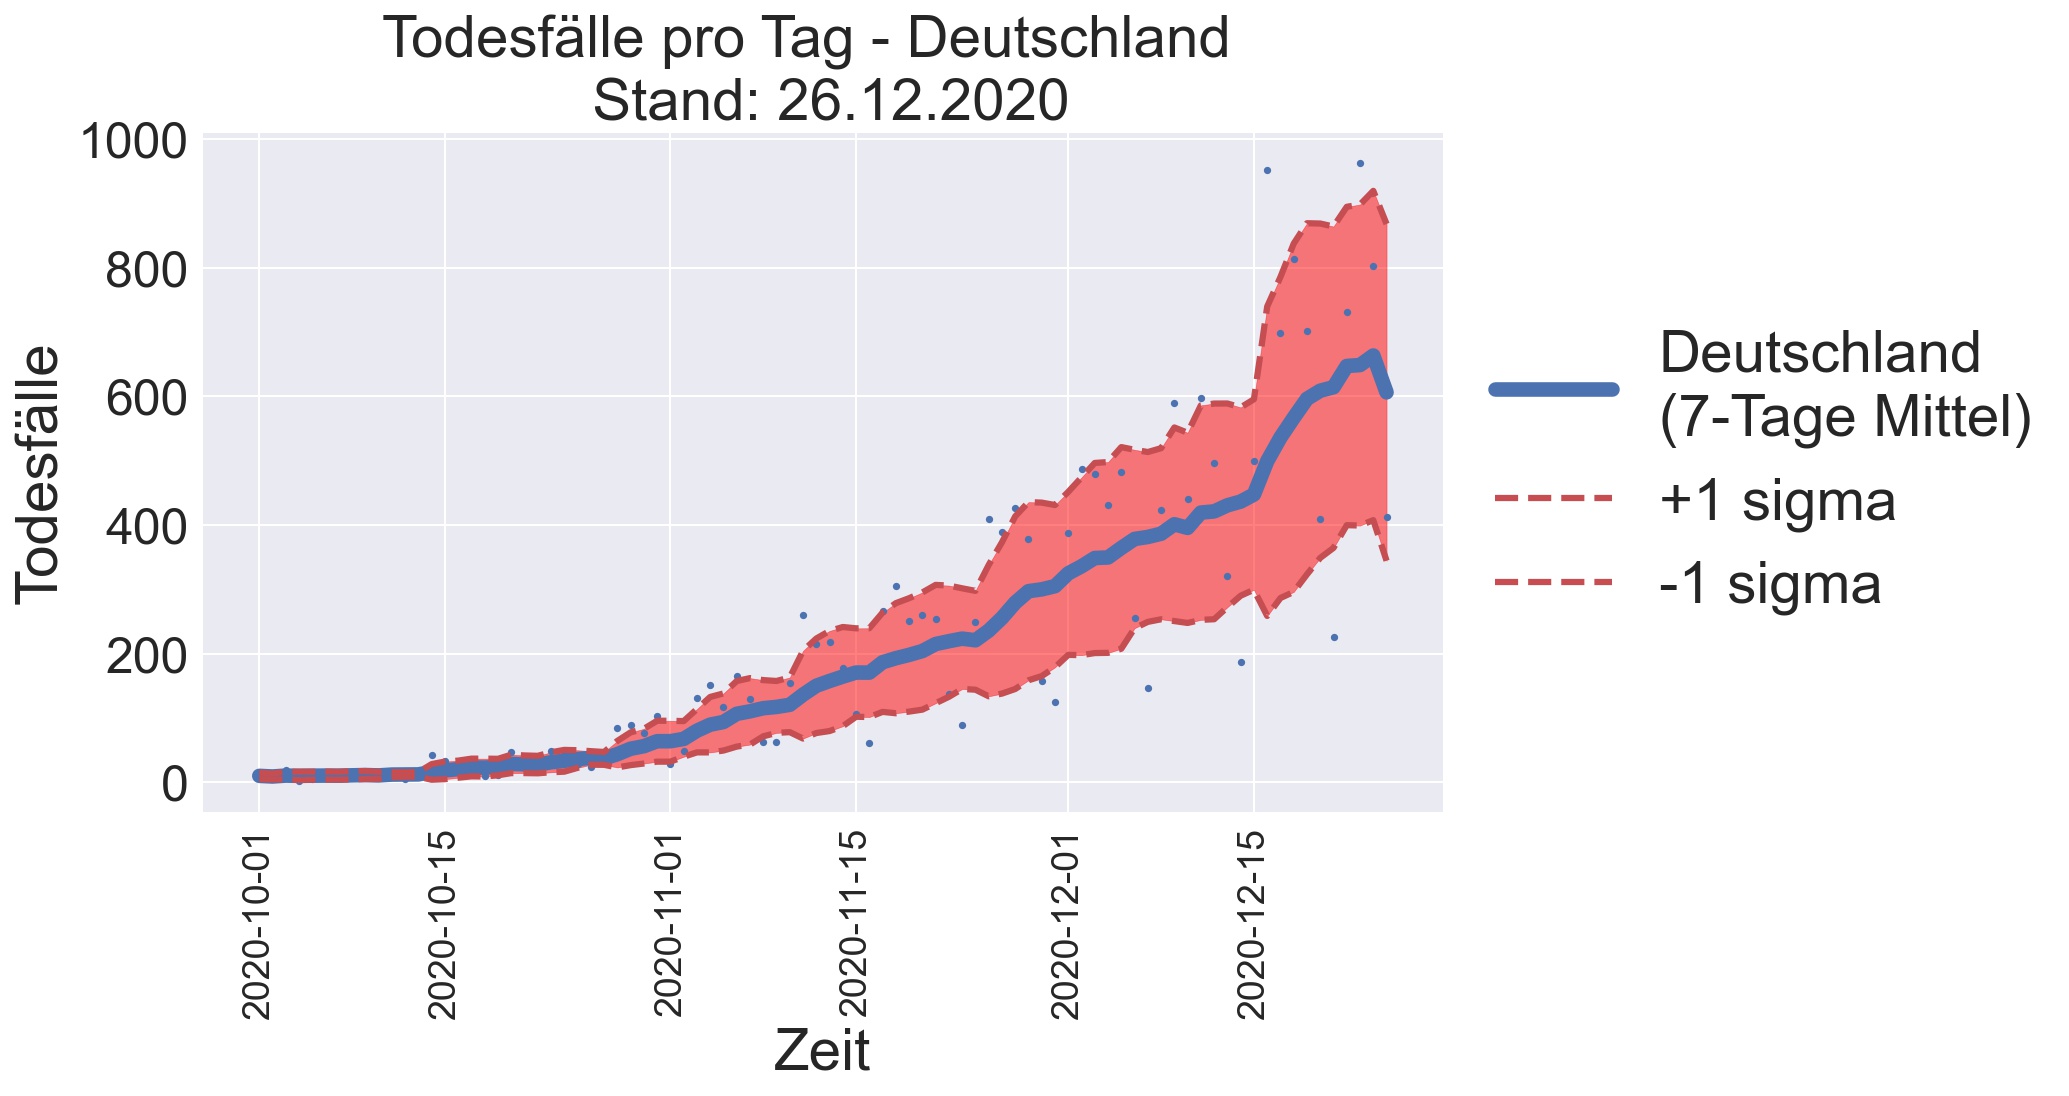 Todesfälle pro Tag - Deutschland
Stand: 26.12.2020
Todesfälle
1000
800
600
400
200
0
2020-10-01
2020-10-15
2020-11-01
2020-11-15
2020-12-01
2020-12-15
Zeit
Deutschland
(7-Tage Mittel)
+1 sigma
-1 sigma